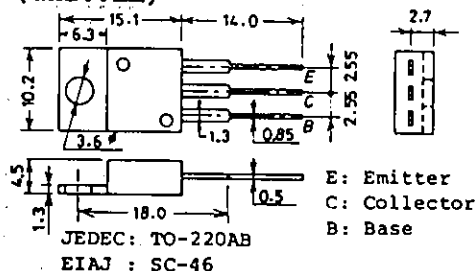 15.1
14.0
2.7
6.3
10.2
E
C
B
2.55
2.55
3.6ø
1.3
0.85
4.5
1.3
18.0
0.5
E: Emitter
C: Collector
B: Base
JEDEC: TO-220AB
EIAJ : SC-46